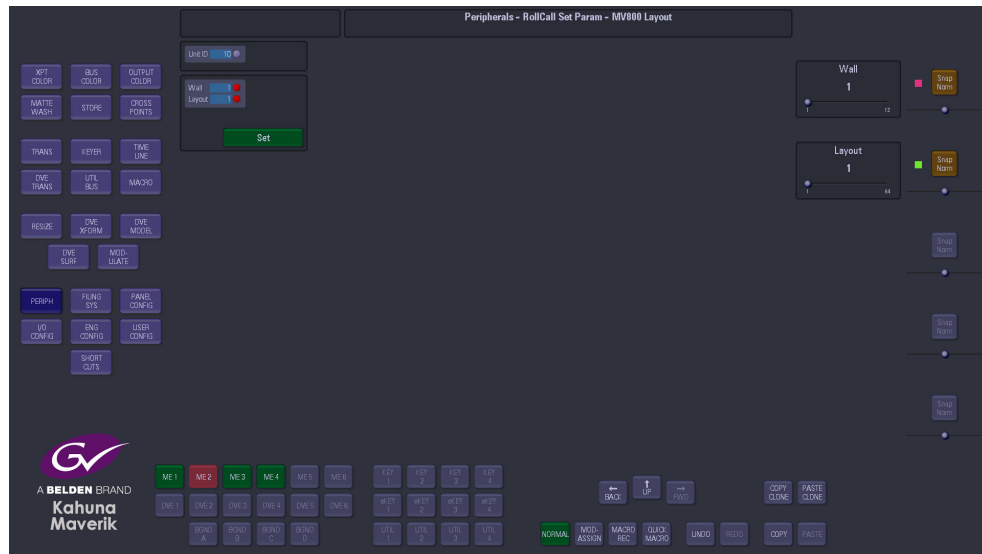 Peripherals - RollCall Set Param - MV800 Layout
Unit ID 10
Wall 1
Layout 1
Set
XPT COLOR
BUS COLOR
OUTPUT COLOR
MATTE WASH
STORE
CROSS POINTS
TRANS
KEYER
TIME LINE
DVE TRANS
UTIL BUS
MACRO
RESIZE
DVE XFORM
DVE MODEL
DVE SURF
MOD-ULATE
PERIPH
FILING SYS
PANEL CONFIG
I/O CONFIG
ENG CONFIG
USER CONFIG
SHORT CUTS
Wall
1
1 12
Snap Norm
Layout
1
1 64
Snap Norm
Snap Norm
Snap Norm
Snap Norm
GV
A BELDEN BRAND
Kahuna
Maverik
ME 1 ME 2 ME 3 ME 4 ME 5 ME 6
DVE 1 DVE 2 DVE 3 DVE 4 DVE 5 DVE 6
BGND A BGND B BGND C BGND D
KEY 1 KEY 2 KEY 3 KEY 4
eKEY 1 eKEY 2 eKEY 3 eKEY 4
UTIL 1 UTIL 2 UTIL 3 UTIL 4
BACK UP FWD
COPY CLONE PASTE CLONE
NORMAL MOD-ASSIGN MACRO REC QUICK MACRO UNDO REDO COPY PASTE